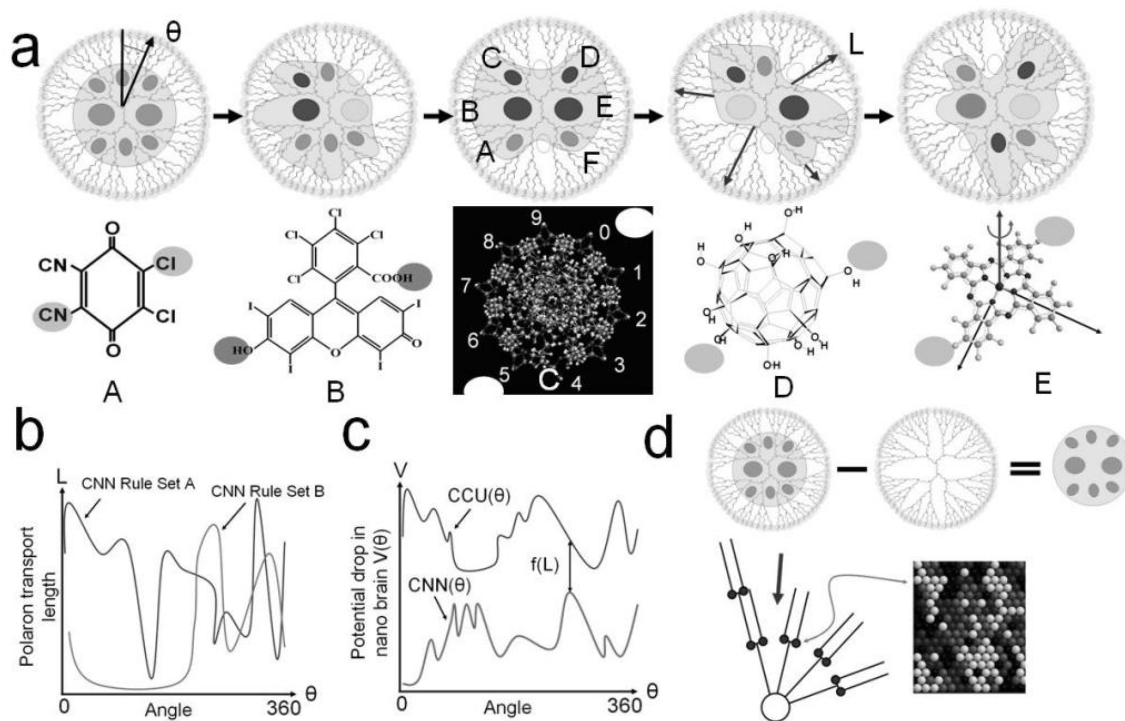 a
θ
C
D
L
B
E
A
F
O
CN
Cl
CN
Cl
O
A
Cl
Cl
Cl
Cl
COOH
I
I
HO
O
O
I
I
B
9
0
8
1
7
2
6
3
5
C
4
H
O
H
O
H
O
H
O
H
O
H
O
H
O
H
O
H
O
OH
D
E
b
L
CNN Rule Set A
CNN Rule Set B
Polaron transport
length
0
Angle
360
θ
c
V
CCU(θ)
f(L)
CNN(θ)
Potential drop in
nano brain V(θ)
0
Angle
360
θ
d